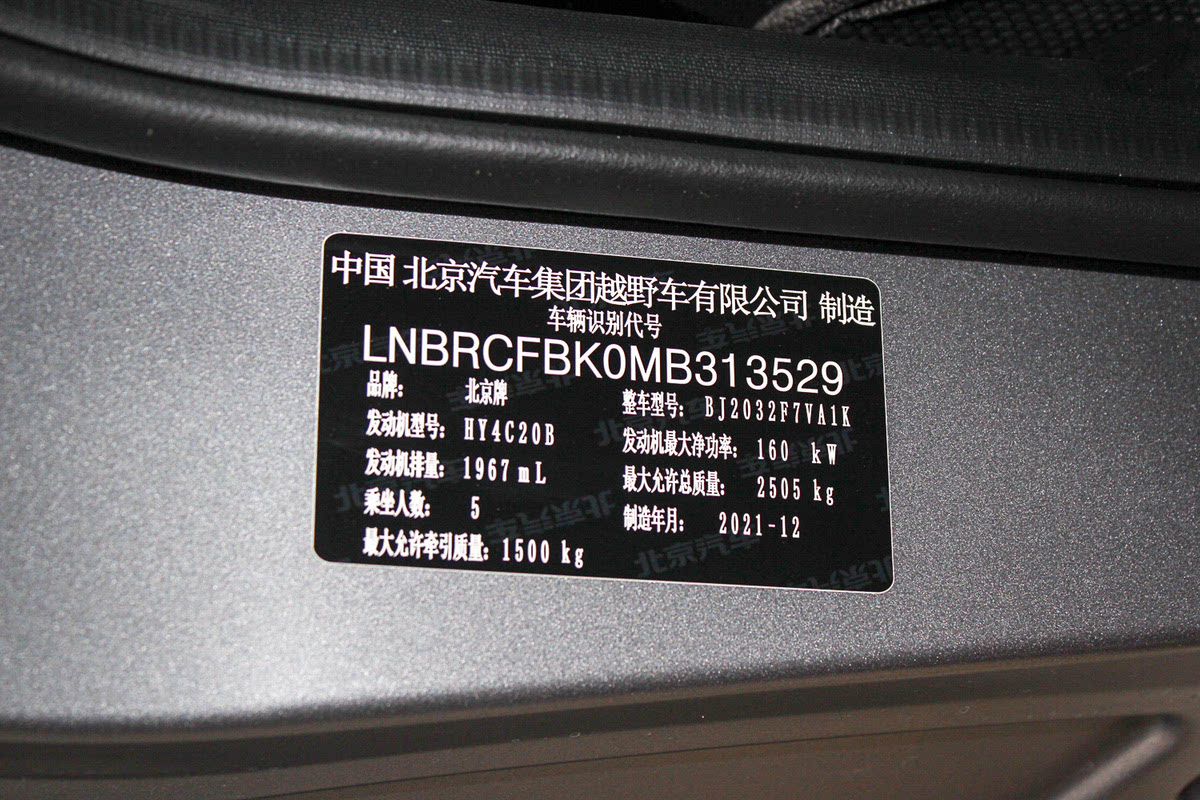 中国 北京汽车集团越野车有限公司 制造
车辆识别代号
LNBRCFBK0MB313529
品牌: 北京牌
整车型号: BJ2032F7VA1K
发动机型号: HY4C20B
发动机最大净功率: 160 kW
发动机排量: 1967 mL
最大允许总质量: 2505 kg
乘坐人数: 5
制造年月: 2021-12
最大允许牵引质量: 1500 kg